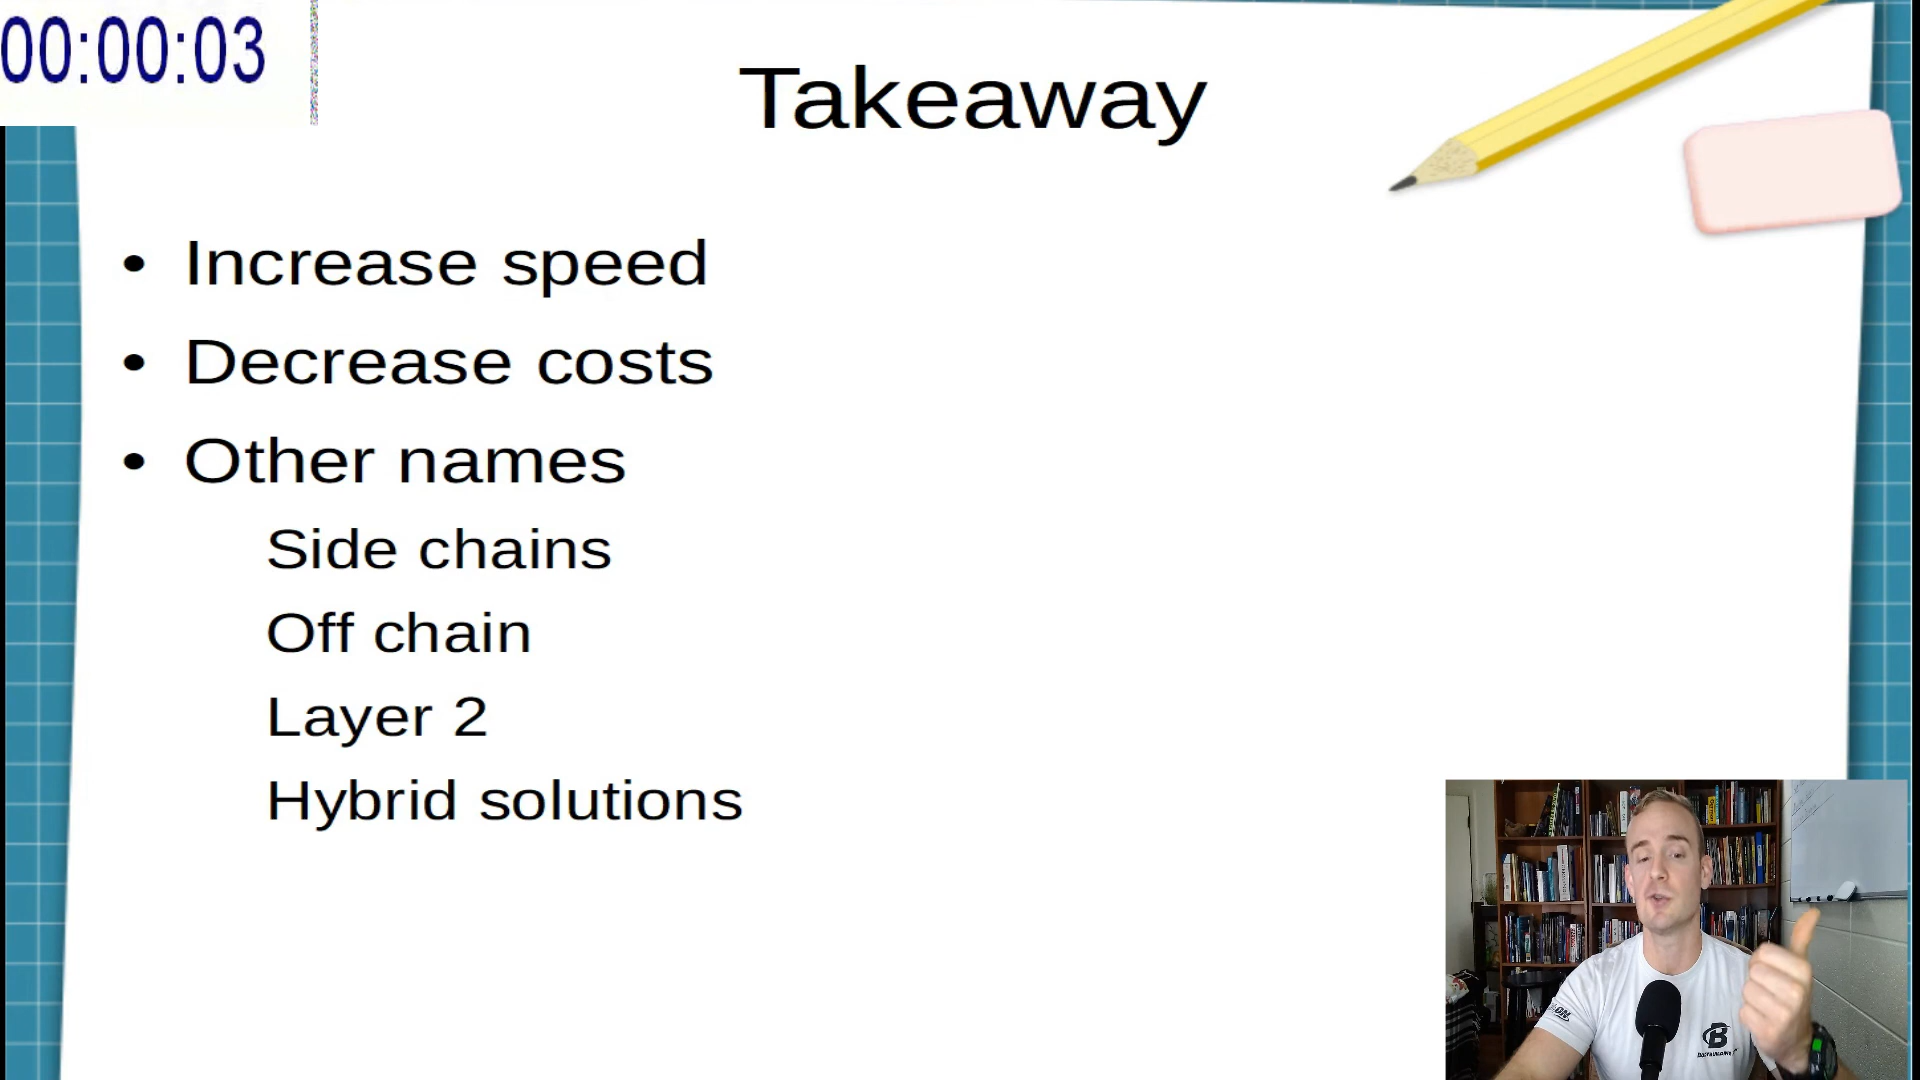 00:00:03
Takeaway
• Increase speed
• Decrease costs
• Other names
Side chains
Off chain
Layer 2
Hybrid solutions
B